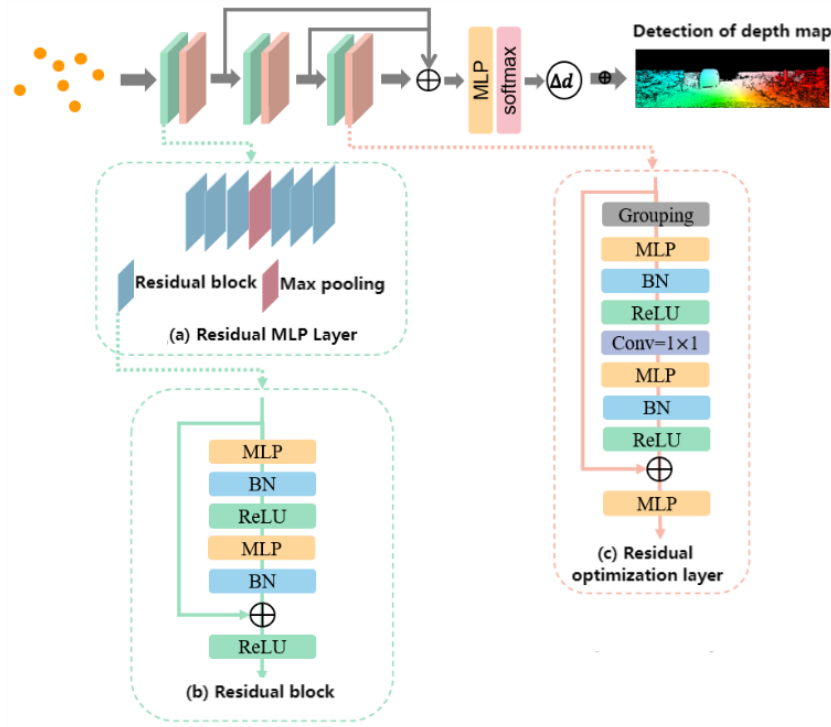 Detection of depth map
MLP
softmax
Δd
Residual block
Max pooling
(a) Residual MLP Layer
Grouping
MLP
BN
ReLU
Conv=1×1
MLP
BN
ReLU
MLP
(c) Residual
optimization layer
MLP
BN
ReLU
MLP
BN
ReLU
(b) Residual block